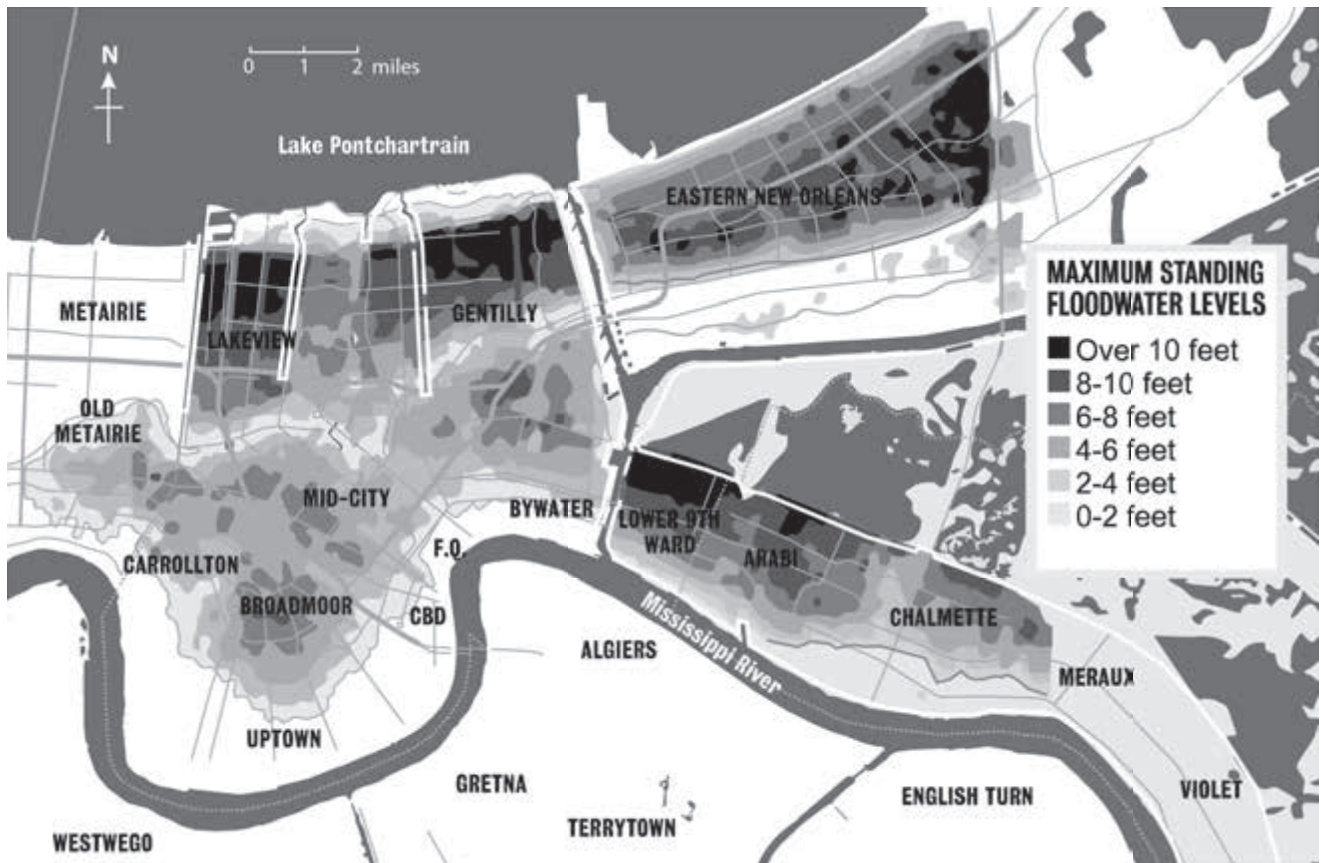 N
0 1 2 miles
Lake Pontchartrain
EASTERN NEW ORLEANS
METAIRIE
LAKEVIEW
GENTILLY
MAXIMUM STANDING
FLOODWATER LEVELS
Over 10 feet
8-10 feet
6-8 feet
4-6 feet
2-4 feet
0-2 feet
OLD
METAIRIE
MID-CITY
BYWATER
LOWER 9TH
WARD
ARABI
F.Q.
CARROLLTON
BROADMOOR
CBD
CHALMETTE
Mississippi River
ALGIERS
MERAUX
UPTOWN
GRETNA
TERRYTOWN
ENGLISH TURN
VIOLET
WESTWEGO